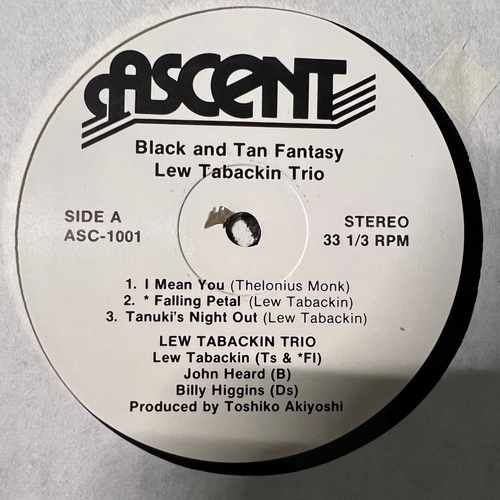 ASCENT
Black and Tan Fantasy
Lew Tabackin Trio
SIDE A
ASC-1001
STEREO
33 1/3 RPM
1. I Mean You (Thelonius Monk)
2. * Falling Petal (Lew Tabackin)
3. Tanuki's Night Out (Lew Tabackin)
LEW TABACKIN TRIO
Lew Tabackin (Ts & *Fl)
John Heard (B)
Billy Higgins (Ds)
Produced by Toshiko Akiyoshi